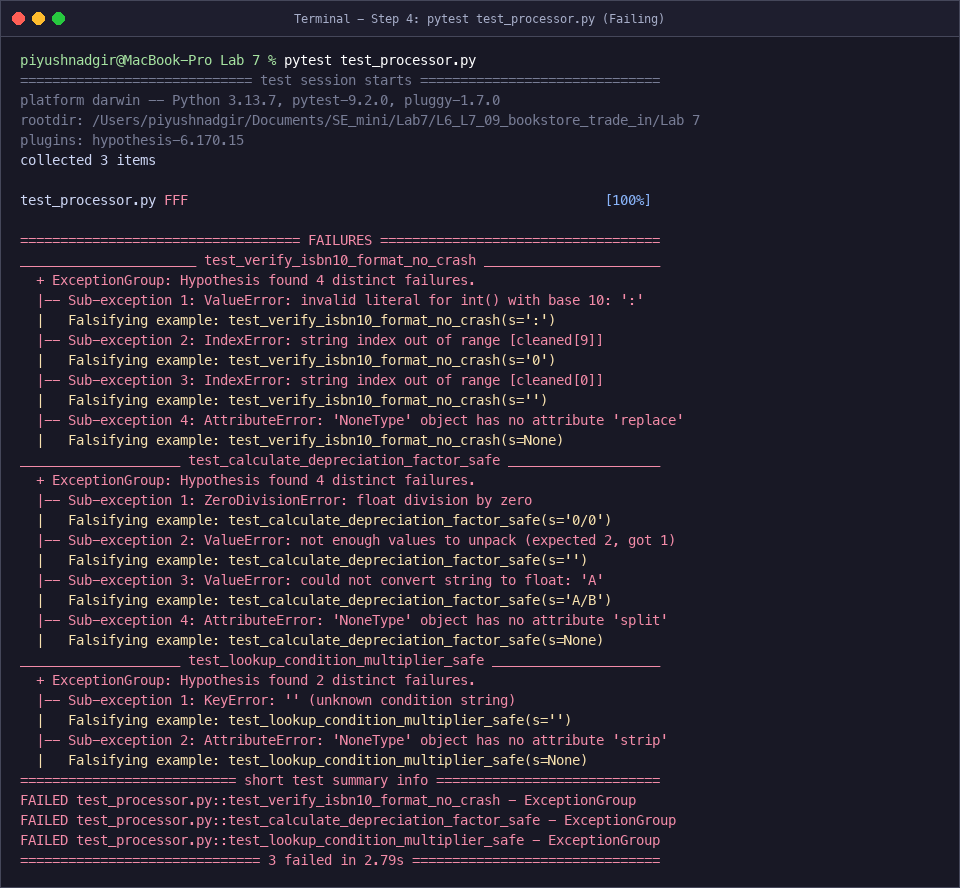 Terminal — Step 4: pytest test_processor.py (Failing)
piyushnadgir@MacBook-Pro Lab 7 % pytest test_processor.py
============================= test session starts ==============================
platform darwin -- Python 3.13.7, pytest-9.2.0, pluggy-1.7.0
rootdir: /Users/piyushnadgir/Documents/SE_mini/Lab7/L6_L7_09_bookstore_trade_in/Lab 7
plugins: hypothesis-6.170.15
collected 3 items
test_processor.py FFF [100%]
=================================== FAILURES ===================================
__________________________ test_verify_isbn10_format_no_crash ______________________
+ ExceptionGroup: Hypothesis found 4 distinct failures.
|-- Sub-exception 1: ValueError: invalid literal for int() with base 10: ':'
|   Falsifying example: test_verify_isbn10_format_no_crash(s=':')
|-- Sub-exception 2: IndexError: string index out of range [cleaned[9]]
|   Falsifying example: test_verify_isbn10_format_no_crash(s='0')
|-- Sub-exception 3: IndexError: string index out of range [cleaned[0]]
|   Falsifying example: test_verify_isbn10_format_no_crash(s='')
|-- Sub-exception 4: AttributeError: 'NoneType' object has no attribute 'replace'
|   Falsifying example: test_verify_isbn10_format_no_crash(s=None)
____________________ test_calculate_depreciation_factor_safe ___________________
+ ExceptionGroup: Hypothesis found 4 distinct failures.
|-- Sub-exception 1: ZeroDivisionError: float division by zero
|   Falsifying example: test_calculate_depreciation_factor_safe(s='0/0')
|-- Sub-exception 2: ValueError: not enough values to unpack (expected 2, got 1)
|   Falsifying example: test_calculate_depreciation_factor_safe(s='')
|-- Sub-exception 3: ValueError: could not convert string to float: 'A'
|   Falsifying example: test_calculate_depreciation_factor_safe(s='A/B')
|-- Sub-exception 4: AttributeError: 'NoneType' object has no attribute 'split'
|   Falsifying example: test_calculate_depreciation_factor_safe(s=None)
____________________ test_lookup_condition_multiplier_safe _____________________
+ ExceptionGroup: Hypothesis found 2 distinct failures.
|-- Sub-exception 1: KeyError: '' (unknown condition string)
|   Falsifying example: test_lookup_condition_multiplier_safe(s='')
|-- Sub-exception 2: AttributeError: 'NoneType' object has no attribute 'strip'
|   Falsifying example: test_lookup_condition_multiplier_safe(s=None)
=========================== short test summary info ============================
FAILED test_processor.py::test_verify_isbn10_format_no_crash - ExceptionGroup
FAILED test_processor.py::test_calculate_depreciation_factor_safe - ExceptionGroup
FAILED test_processor.py::test_lookup_condition_multiplier_safe - ExceptionGroup
============================== 3 failed in 2.79s ===============================